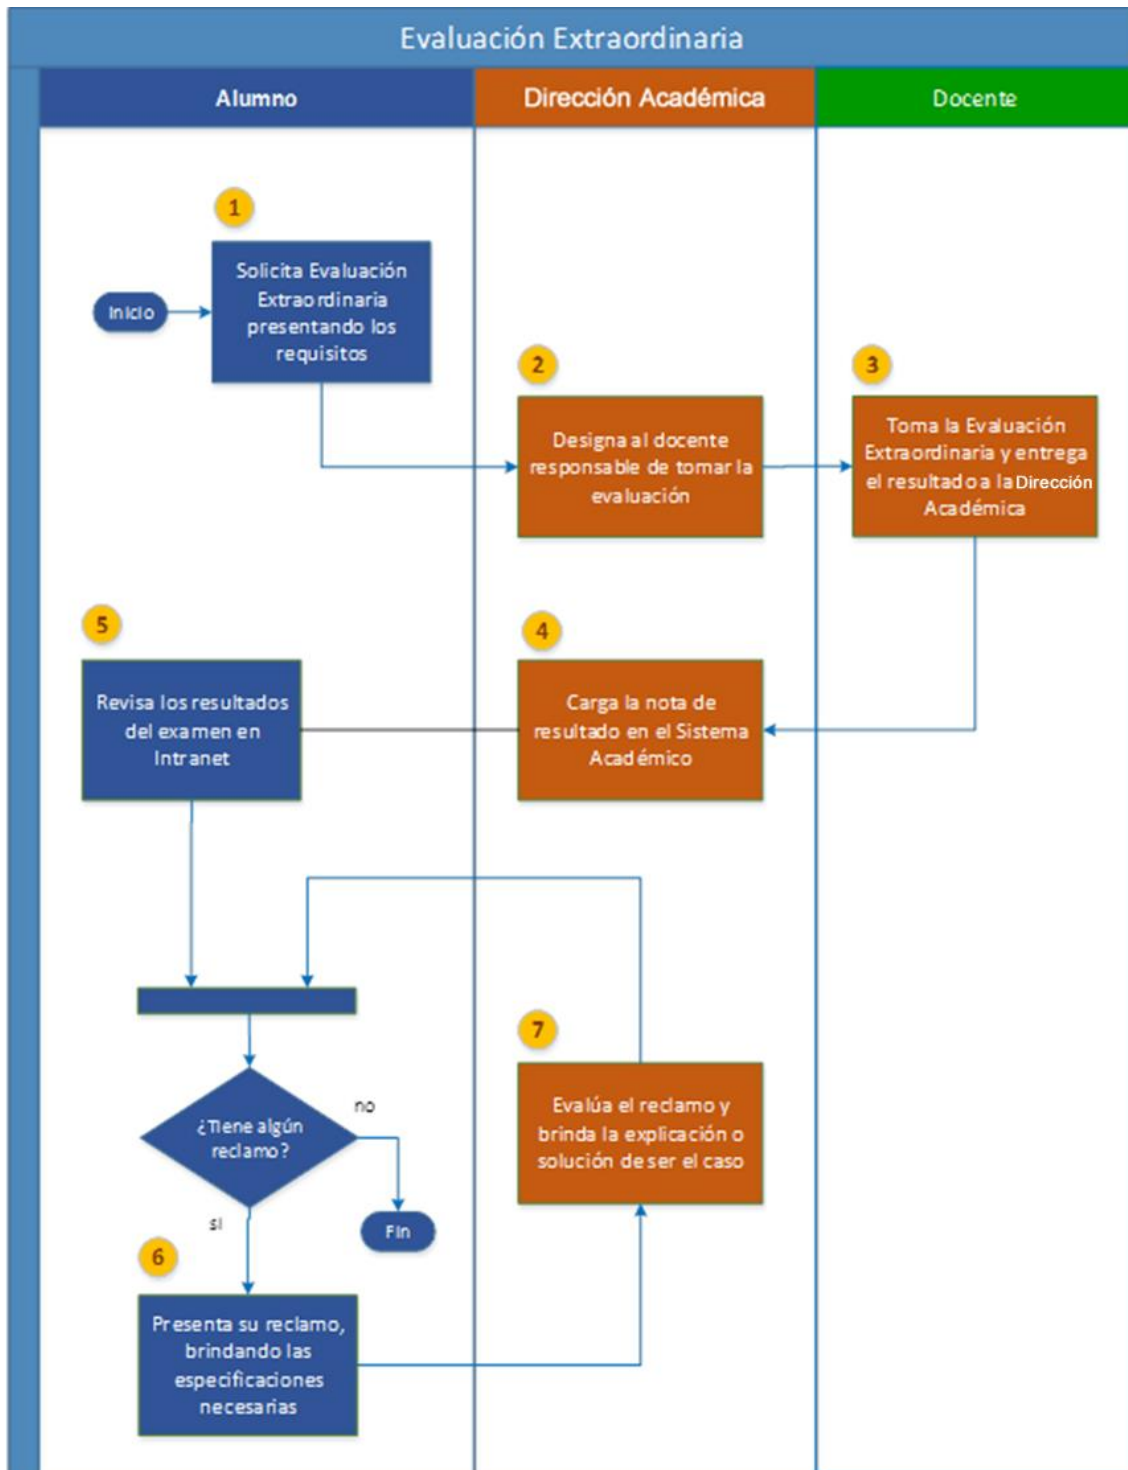 Evaluación Extraordinaria
Alumno
Dirección Académica
Docente
1
Solicita Evaluación
Extraordinaria
presentando los
requisitos
Inicio
2
Designa al docente
responsable de tomar la
evaluación
3
Toma la Evaluación
Extraordinaria y entrega
el resultado a la Dirección
Académica
4
Carga la nota de
resultado en el Sistema
Académico
5
Revisa los resultados
del examen en
Intranet
¿Tiene algún
reclamo?
no
Fin
si
6
Presenta su reclamo,
brindando las
especificaciones
necesarias
7
Evalúa el reclamo y
brinda la explicación o
solución de ser el caso